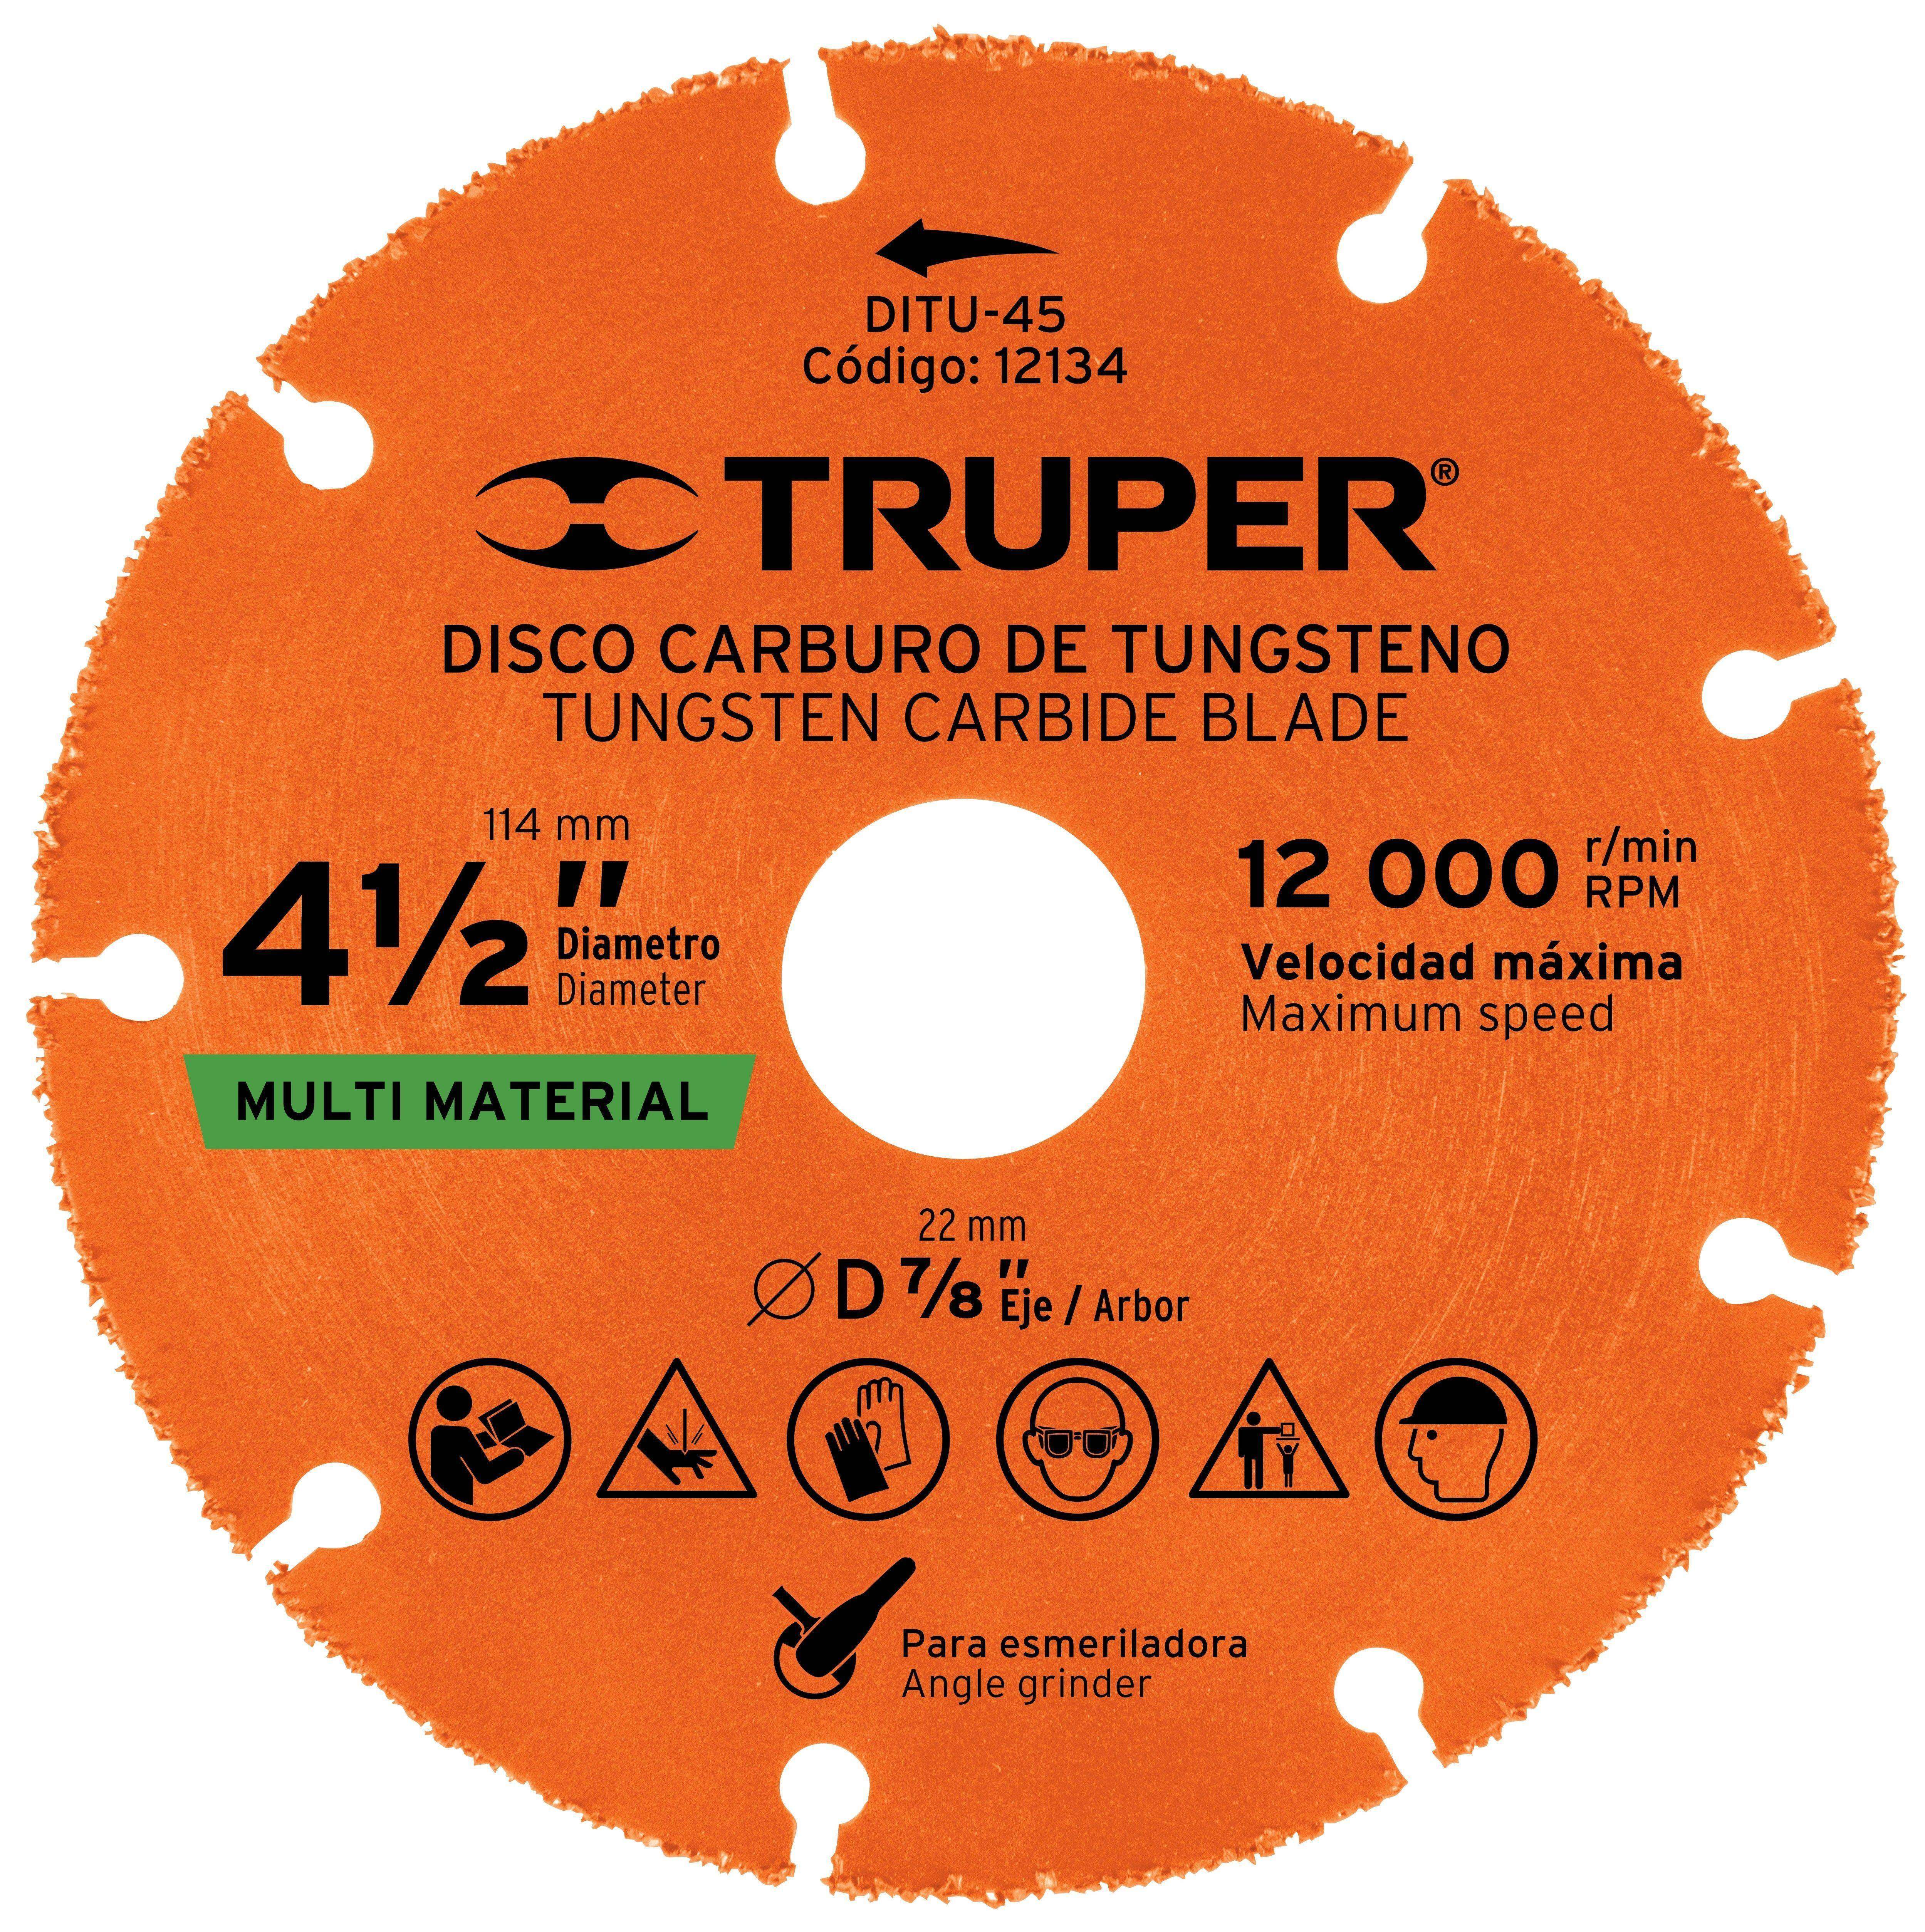 DITU-45
Código: 12134
TRUPER®
DISCO CARBURO DE TUNGSTENO
TUNGSTEN CARBIDE BLADE
114 mm
4½"
Diametro
Diameter
MULTI MATERIAL
12 000 r/min
RPM
Velocidad máxima
Maximum speed
22 mm
Ø D 7/8" Eje / Arbor
Para esmeriladora
Angle grinder